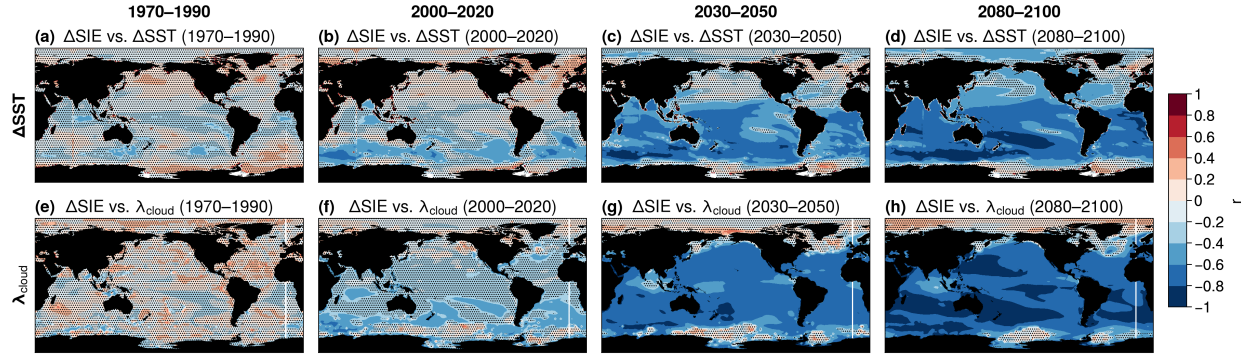 1970–1990
2000–2020
2030–2050
2080–2100
(a) ΔSIE vs. ΔSST (1970–1990)
(b) ΔSIE vs. ΔSST (2000–2020)
(c) ΔSIE vs. ΔSST (2030–2050)
(d) ΔSIE vs. ΔSST (2080–2100)
ΔSST
(e) ΔSIE vs. λcloud (1970–1990)
(f) ΔSIE vs. λcloud (2000–2020)
(g) ΔSIE vs. λcloud (2030–2050)
(h) ΔSIE vs. λcloud (2080–2100)
λcloud
1
0.8
0.6
0.4
0.2
0
−0.2
−0.4
−0.6
−0.8
−1
r